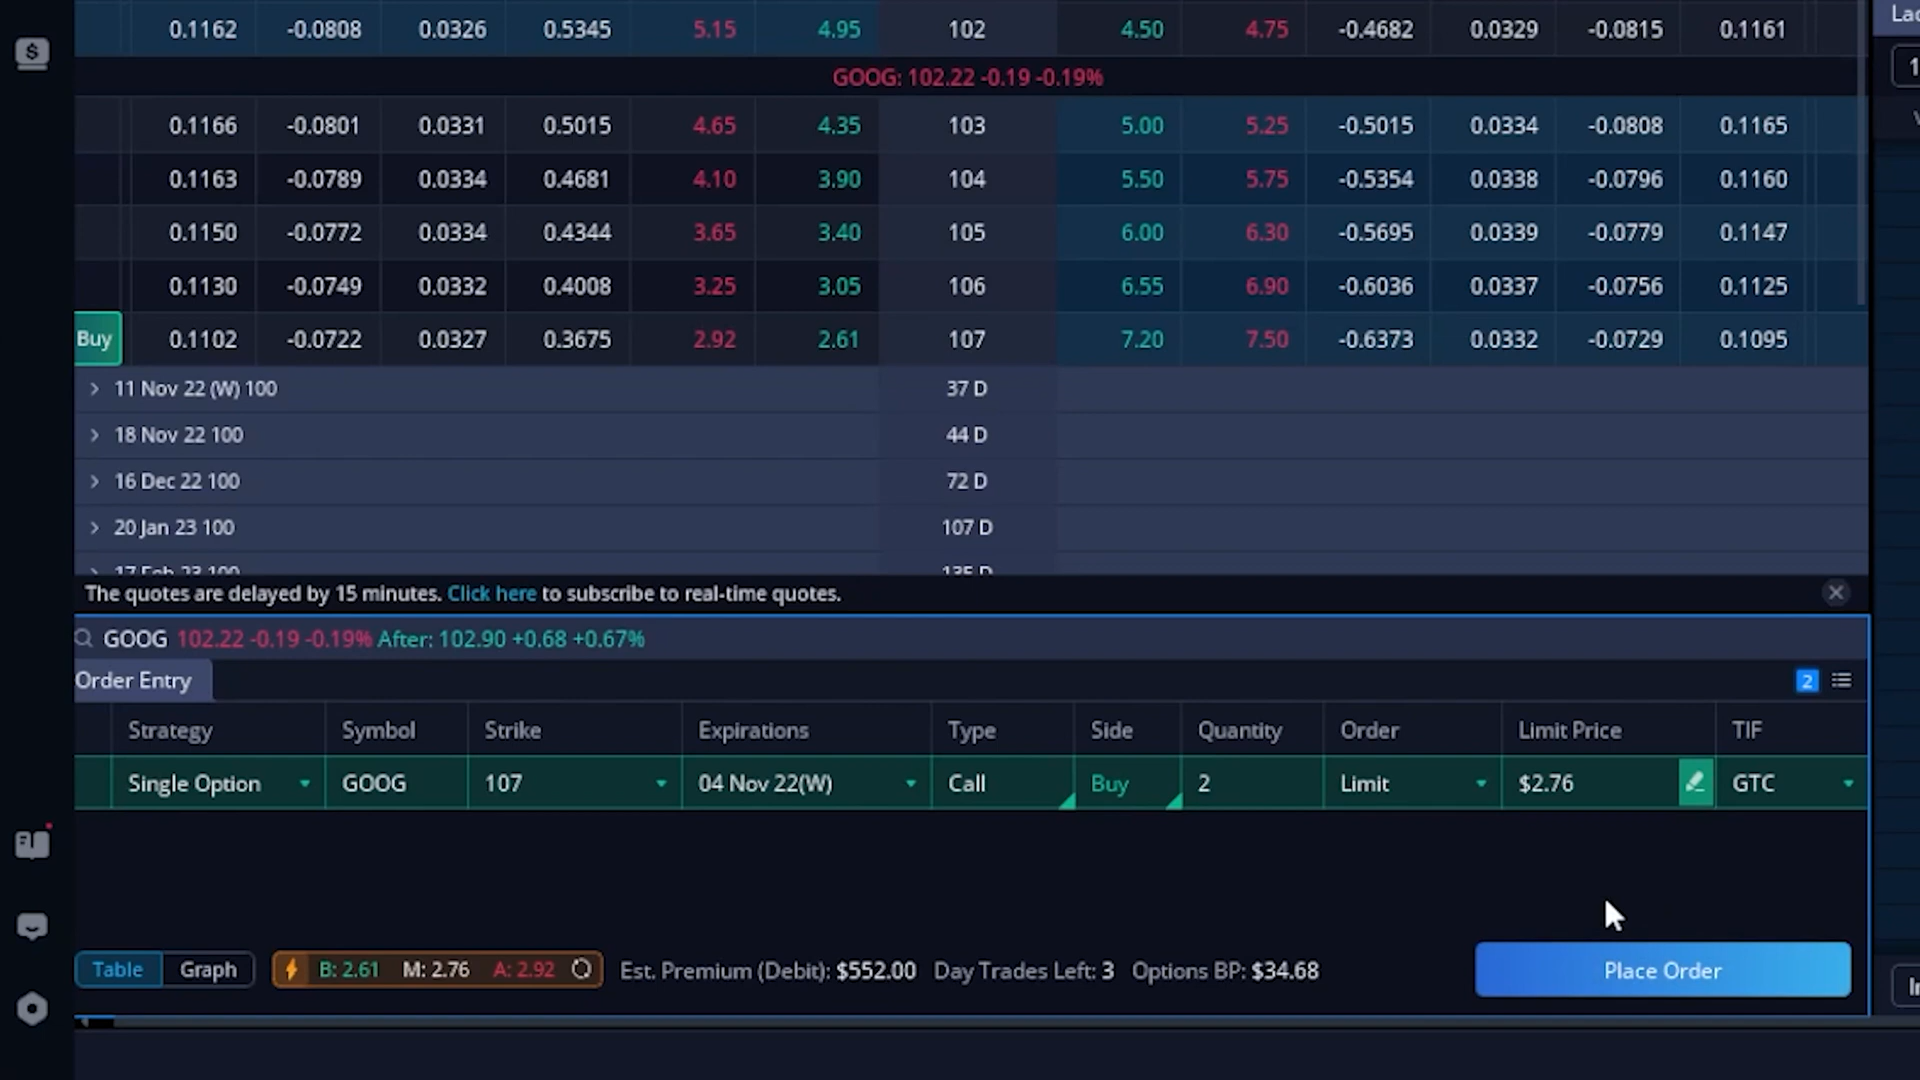 0.1162 -0.0808 0.0326 0.5345 5.15 4.95 102 4.50 4.75 -0.4682 0.0329 -0.0815 0.1161
GOOG: 102.22 -0.19 -0.19%
0.1166 -0.0801 0.0331 0.5015 4.65 4.35 103 5.00 5.25 -0.5015 0.0334 -0.0808 0.1165
0.1163 -0.0789 0.0334 0.4681 4.10 3.90 104 5.50 5.75 -0.5354 0.0338 -0.0796 0.1160
0.1150 -0.0772 0.0334 0.4344 3.65 3.40 105 6.00 6.30 -0.5695 0.0339 -0.0779 0.1147
0.1130 -0.0749 0.0332 0.4008 3.25 3.05 106 6.55 6.90 -0.6036 0.0337 -0.0756 0.1125
Buy 0.1102 -0.0722 0.0327 0.3675 2.92 2.61 107 7.20 7.50 -0.6373 0.0332 -0.0729 0.1095
11 Nov 22 (W) 100 37 D
18 Nov 22 100 44 D
16 Dec 22 100 72 D
20 Jan 23 100 107 D
17 Feb 23 100 135 D
The quotes are delayed by 15 minutes. Click here to subscribe to real-time quotes.
GOOG 102.22 -0.19 -0.19% After: 102.90 +0.68 +0.67%
Order Entry 2
Strategy Symbol Strike Expirations Type Side Quantity Order Limit Price TIF
Single Option GOOG 107 04 Nov 22(W) Call Buy 2 Limit $2.76 GTC
Table Graph B: 2.61 M: 2.76 A: 2.92 Est. Premium (Debit): $552.00 Day Trades Left: 3 Options BP: $34.68 Place Order